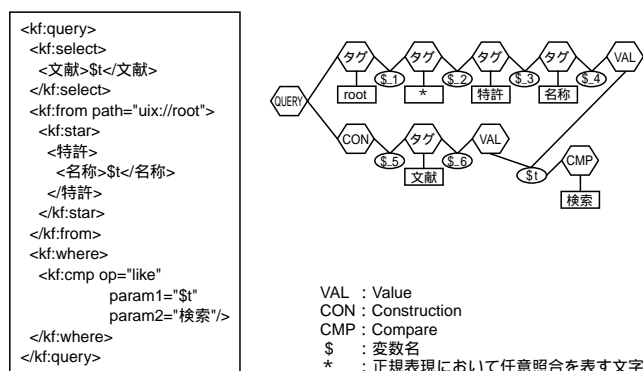 <kf:query>
<kf:select>
<文献>$t</文献>
</kf:select>
<kf:from path="uix://root">
<kf:star>
<特許>
<名称>$t</名称>
</特許>
</kf:star>
</kf:from>
<kf:where>
<kf:cmp op="like"
param1="$t"
param2="検索"/>
</kf:where>
</kf:query>
タグ タグ タグ タグ VAL
$_1 $_2 $_3 $_4
root * 特許 名称
QUERY
CON タグ VAL
$_5 $_6
文献
$t
CMP
検索
VAL : Value
CON : Construction
CMP : Compare
$ : 変数名
* : 正規表現において任意照合を表す文字